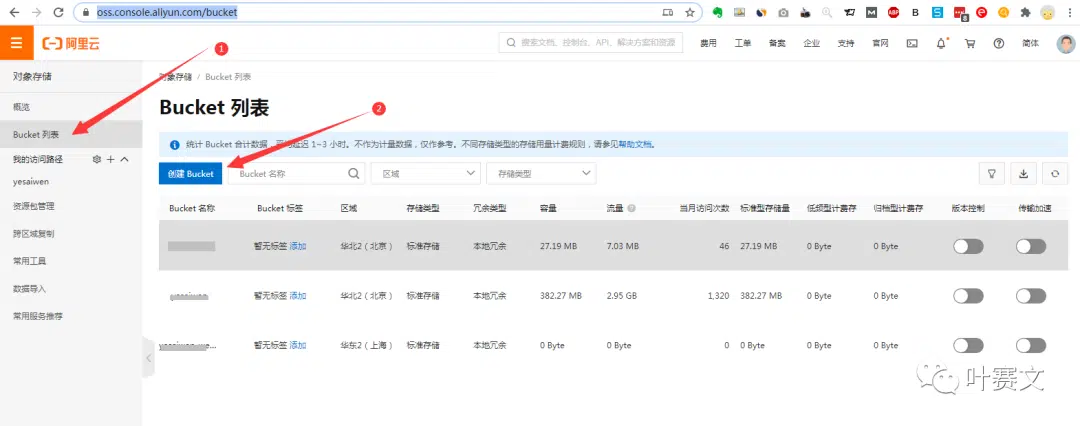 oss.console.aliyun.com/bucket
阿里云
搜索文档、控制台、API、解决方案和资源 费用 工单 备案 企业 支持 官网 简体
1
对象存储
对象存储 / Bucket 列表
概览
Bucket 列表
Bucket 列表
2
统计 Bucket 合计数据,平均延迟 1~3 小时。不作为计量数据,仅作参考。不同存储类型的存储用量计费规则,请参见帮助文档。
我的访问路径
创建 Bucket Bucket 名称 区域 存储类型
yesaiwen
资源包管理
跨区域复制
常用工具
数据导入
常用服务推荐
Bucket 名称 Bucket 标签 区域 存储类型 冗余类型 容量 流量 当月访问次数 标准型存储量 低频型计费存 归档型计费存 版本控制 传输加速
暂无标签 添加 华北2(北京) 标准存储 本地冗余 27.19 MB 7.03 MB 46 27.19 MB 0 Byte 0 Byte
暂无标签 添加 华北2(北京) 标准存储 本地冗余 382.27 MB 2.95 GB 1,320 382.27 MB 0 Byte 0 Byte
暂无标签 添加 华东2(上海) 标准存储 本地冗余 0 Byte 0 Byte 0 0 Byte 0 Byte 0 Byte
叶赛文